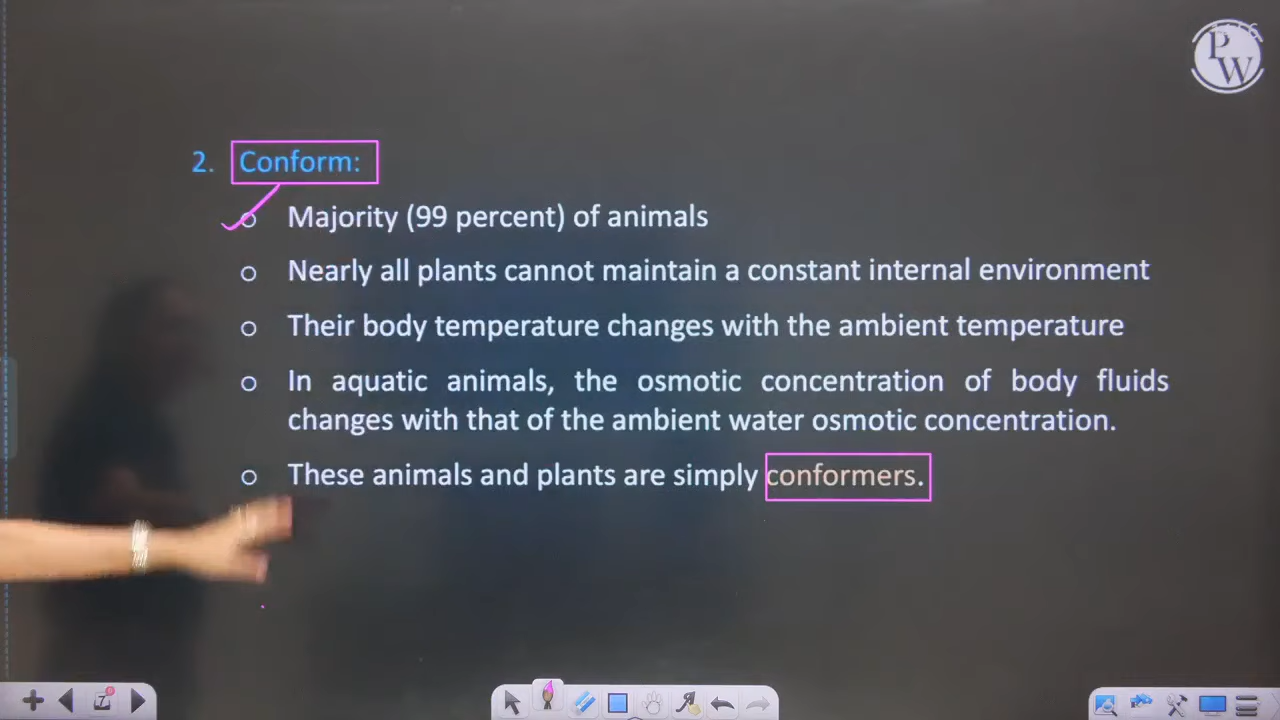 PW
2. Conform:
o Majority (99 percent) of animals
o Nearly all plants cannot maintain a constant internal environment
o Their body temperature changes with the ambient temperature
o In aquatic animals, the osmotic concentration of body fluids
changes with that of the ambient water osmotic concentration.
o These animals and plants are simply conformers.